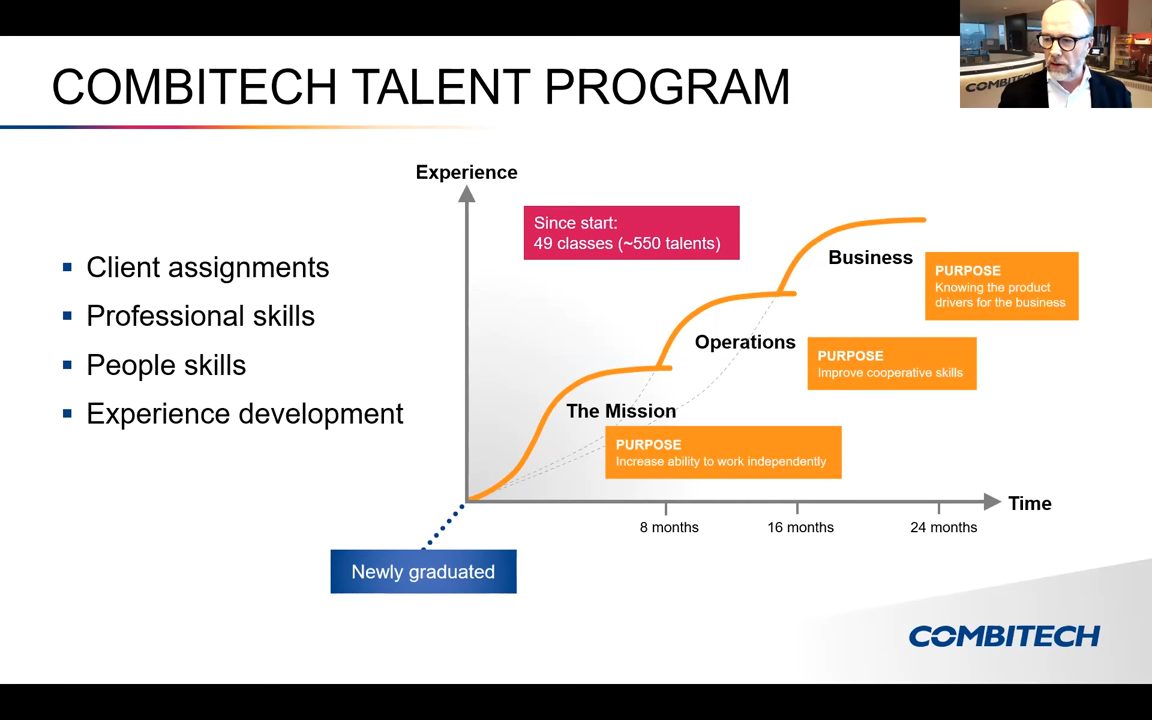 COMBITECH TALENT PROGRAM
COMBITECH
Experience
Since start:
49 classes (~550 talents)
▪ Client assignments
▪ Professional skills
▪ People skills
▪ Experience development
Business
PURPOSE
Knowing the product
drivers for the business
Operations
PURPOSE
Improve cooperative skills
The Mission
PURPOSE
Increase ability to work independently
Time
8 months
16 months
24 months
Newly graduated
COMBITECH